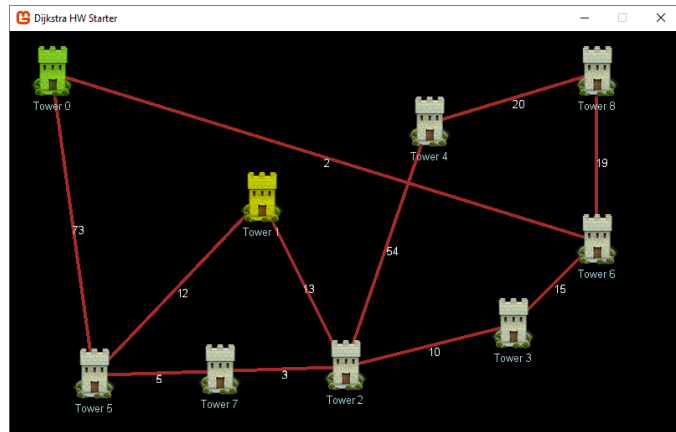 Dijkstra HW Starter
Tower 0
Tower 8
20
Tower 4
2
19
Tower 1
73
54
Tower 6
12
13
15
Tower 3
10
5
3
Tower 5
Tower 7
Tower 2